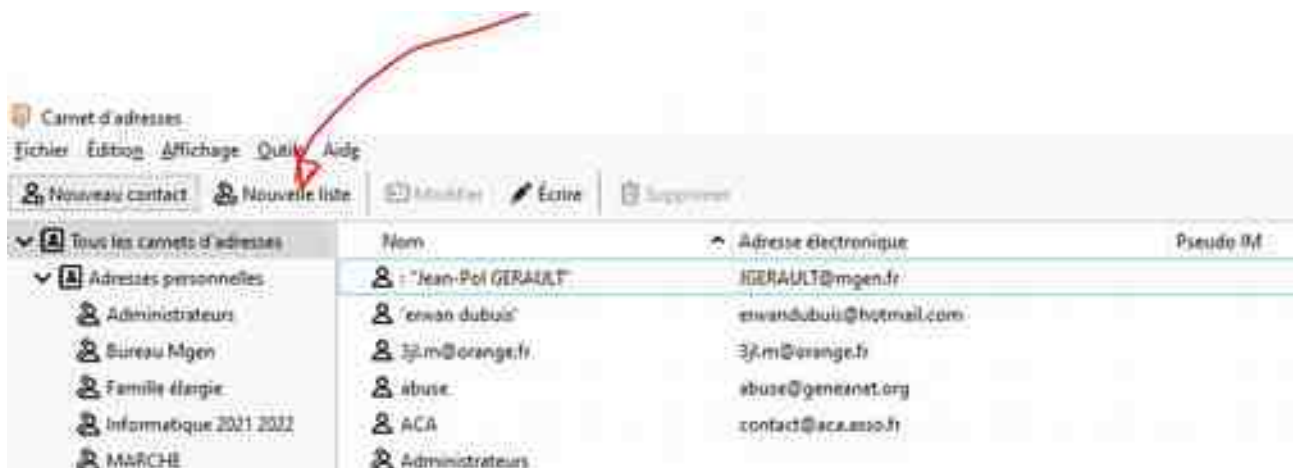 Carnet d'adresses
Fichier Édition Affichage Outils Aide
Nouveau contact Nouvelle liste Modifier Écrire Supprimer
Tous les carnets d'adresses Nom Adresse électronique Pseudo IM
Adresses personnelles : "Jean-Pol GERAULT" JGERAULT@mgen.fr
Administrateurs 'erwan dubuis' erwandubuis@hotmail.com
Bureau Mgen 3jl.m@orange.fr 3jl.m@orange.fr
Famille élargie abuse abuse@geneanet.org
Informatique 2021 2022 ACA contact@aca.asso.fr
MARCHE Administrateurs